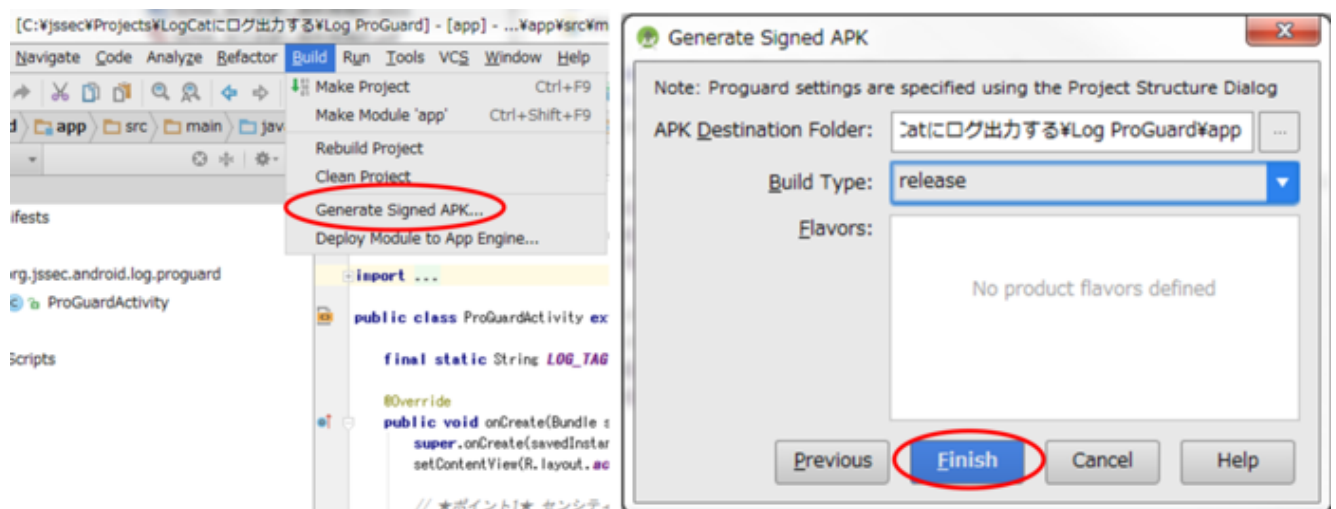 [C:¥jssec¥Projects¥LogCatにログ出力する¥Log ProGuard] - [app] - ...¥app¥src¥m
Navigate Code Analyze Refactor Build Run Tools VCS Window Help
Make Project Ctrl+F9
Make Module 'app' Ctrl+Shift+F9
Rebuild Project
Clean Project
Generate Signed APK...
Deploy Module to App Engine...
app src main jav
ifests
rg.jssec.android.log.proguard
ProGuardActivity
Scripts
import ...
public class ProGuardActivity ex
final static String LOG_TAG
@Override
public void onCreate(Bundle s
super.onCreate(savedInstan
setContentView(R.layout.ac
// ★ポイント1★ センシティ
Generate Signed APK
Note: Proguard settings are specified using the Project Structure Dialog
APK Destination Folder: Catにログ出力する¥Log ProGuard¥app ...
Build Type: release
Flavors:
No product flavors defined
Previous Finish Cancel Help